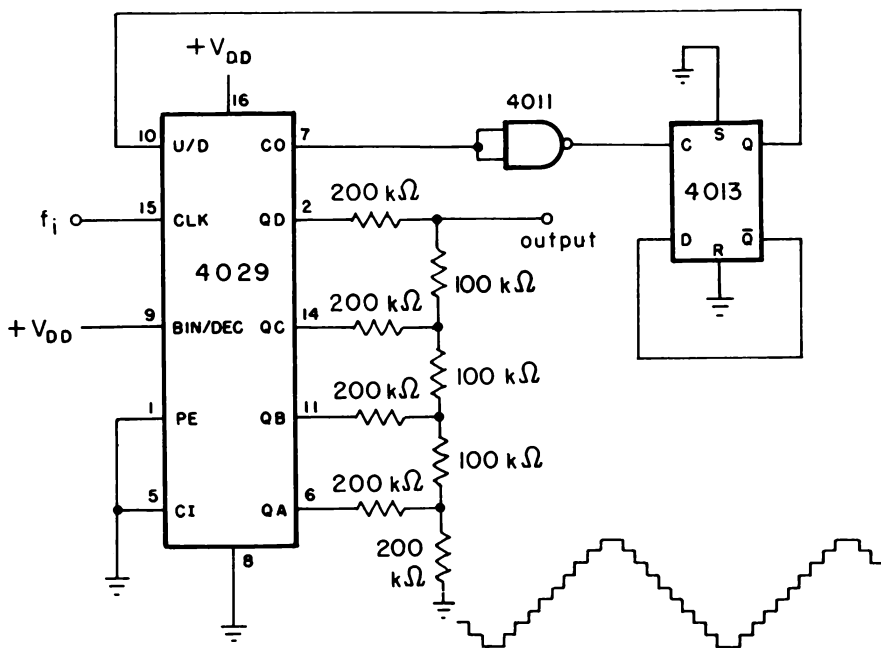 +VDD
16
4011
10 U/D CO 7
C S Q
4013
D R Q̅
200 kΩ
fi 15 CLK QD 2
output
4029
100 kΩ
200 kΩ
+VDD 9 BIN/DEC QC 14
100 kΩ
200 kΩ
1 PE QB 11
100 kΩ
200 kΩ
5 CI QA 6
200
kΩ
8